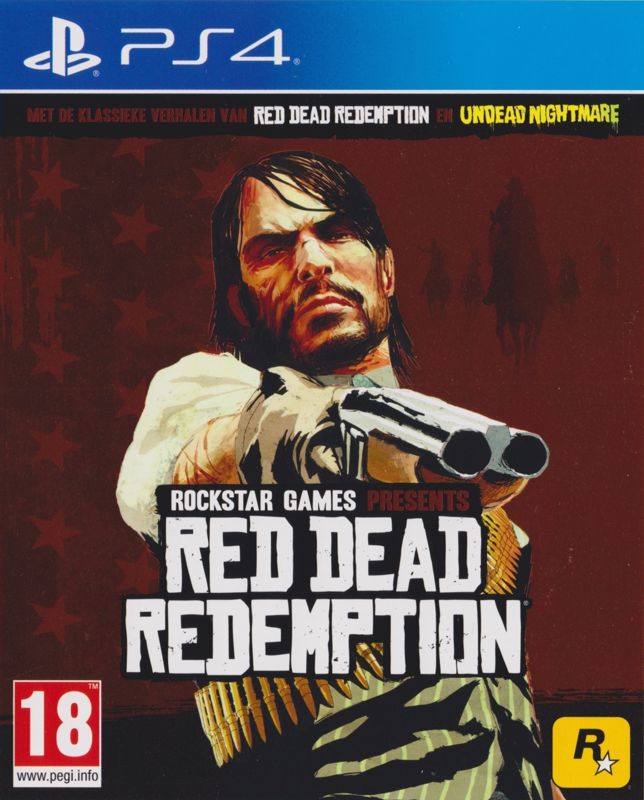 PS4
MET DE KLASSIEKE VERHALEN VAN RED DEAD REDEMPTION EN UNDEAD NIGHTMARE
ROCKSTAR GAMES PRESENTS
RED DEAD
REDEMPTION
18 ™
www.pegi.info
R